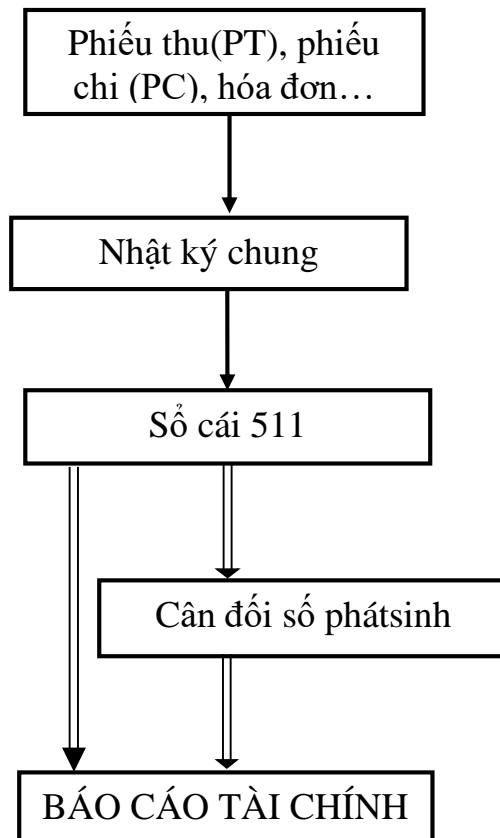 Phiếu thu(PT), phiếu
chi (PC), hóa đơn…
Nhật ký chung
Sổ cái 511
Cân đối số phátsinh
BÁO CÁO TÀI CHÍNH